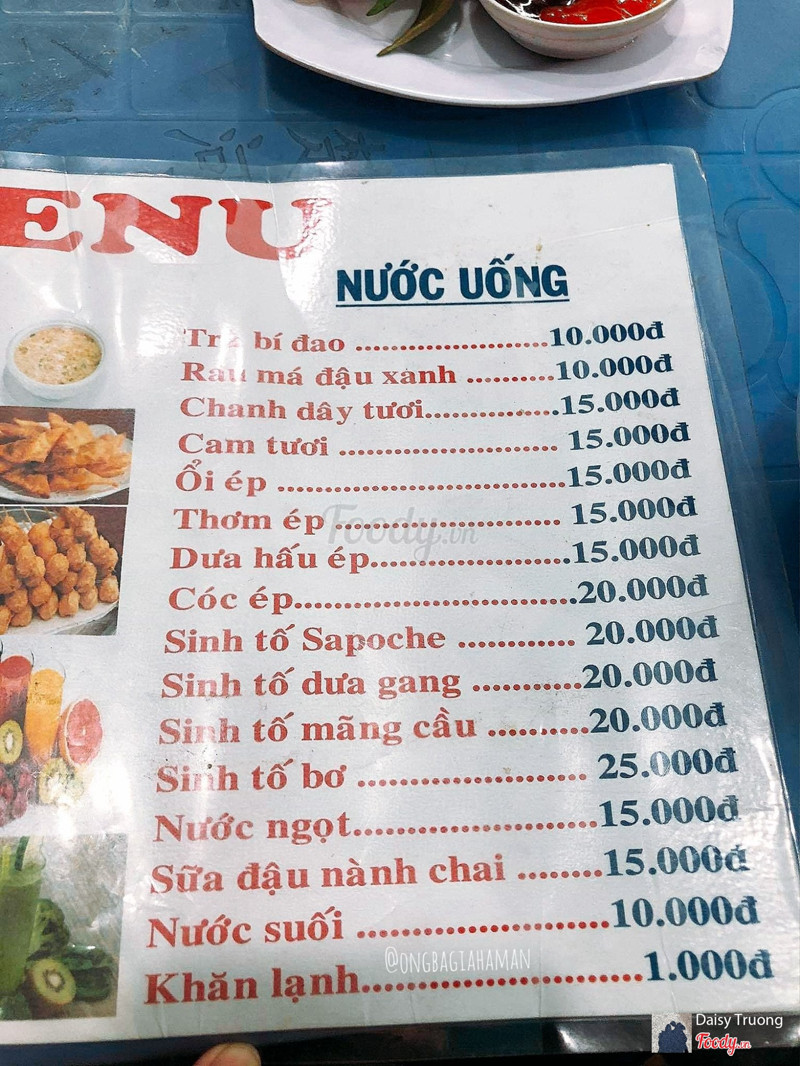 ENU
NƯỚC UỐNG
Trà bí đao ........................10.000đ
Rau má đậu xanh ...........10.000đ
Chanh dây tươi.................15.000đ
Cam tươi ............................ 15.000đ
Ổi ép ....................................15.000đ
Thơm ép ............................. 15.000đ
Dưa hấu ép.........................15.000đ
Cóc ép...................................20.000đ
Sinh tố Sapoche .............. 20.000đ
Sinh tố dưa gang .............20.000đ
Sinh tố mãng cầu ............20.000đ
Sinh tố bơ ........................... 25.000đ
Nước ngọt............................15.000đ
Sữa đậu nành chai .........15.000đ
Nước suối ...........................10.000đ
Khăn lạnh..............................1.000đ
Foody.vn
@ONGBAGIAHAMAN
Daisy Truong
Foody.vn